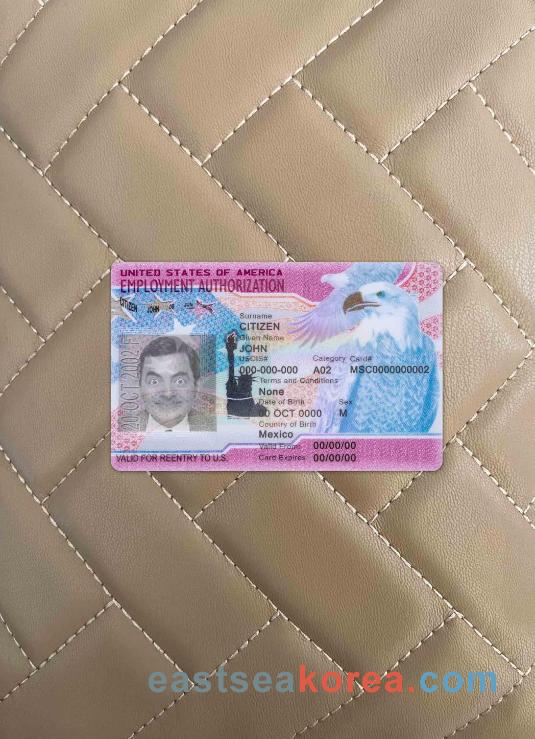 UNITED STATES OF AMERICA
EMPLOYMENT AUTHORIZATION
CITIZEN JOHN
Surname
CITIZEN
Given Name
JOHN
USCIS# Category Card#
000-000-000 A02 MSC0000000002
Terms and Conditions
None
Date of Birth Sex
00 OCT 0000 M
Country of Birth
Mexico
Valid From: 00/00/00
Card Expires: 00/00/00
VALID FOR REENTRY TO U.S.
eastseakorea.com